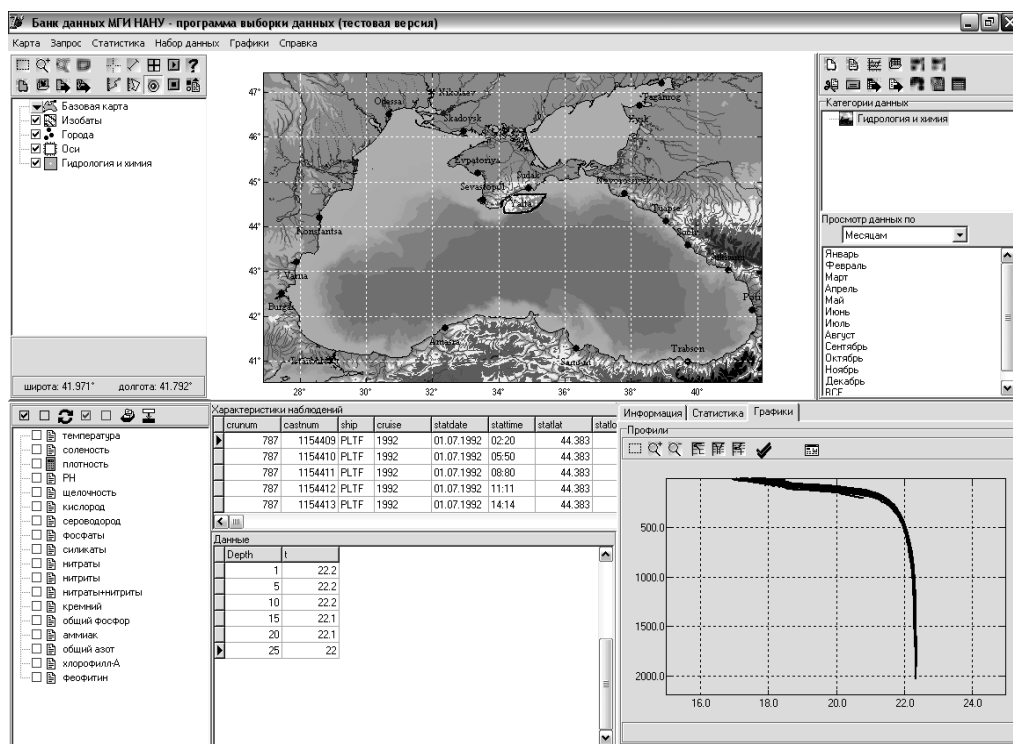 Банк данных МГИ НАНУ - программа выборки данных (тестовая версия)
Карта Запрос Статистика Набор данных Графики Справка
Базовая карта
Изобаты
Города
Оси
Гидрология и химия
широта: 41.971° долгота: 41.792°
47°
46°
45°
44°
43°
42°
41°
28° 30° 32° 34° 36° 38° 40°
Odessa
Nikolaev
Skadovsk
Taganrog
Eysk
Evpatoriya
Sudak
Sevastopol
Yalta
Novorossiysk
Tuapse
Sochi
Konstantsa
Varna
Burgas
Poti
Amasra
Samsun
Trabson
Категории данных
Гидрология и химия
Просмотр данных по
Месяцам
Январь
Февраль
Март
Апрель
Май
Июнь
Июль
Август
Сентябрь
Октябрь
Ноябрь
Декабрь
ВСЕ
температура
соленость
плотность
PH
щелочность
кислород
сероводород
фосфаты
силикаты
нитраты
нитриты
нитраты+нитриты
кремний
общий фосфор
аммиак
общий азот
хлорофилл-А
феофитин
Характеристики наблюдений
crunum castnum ship cruise statdate stattime statlat statlo
787 1154409 PLTF 1992 01.07.1992 02:20 44.383
787 1154410 PLTF 1992 01.07.1992 05:50 44.383
787 1154411 PLTF 1992 01.07.1992 08:80 44.383
787 1154412 PLTF 1992 01.07.1992 11:11 44.383
787 1154413 PLTF 1992 01.07.1992 14:14 44.383
Данные
Depth t
1 22.2
5 22.2
10 22.2
15 22.1
20 22.1
25 22
Информация Статистика Графики
Профили
500.0
1000.0
1500.0
2000.0
16.0 18.0 20.0 22.0 24.0